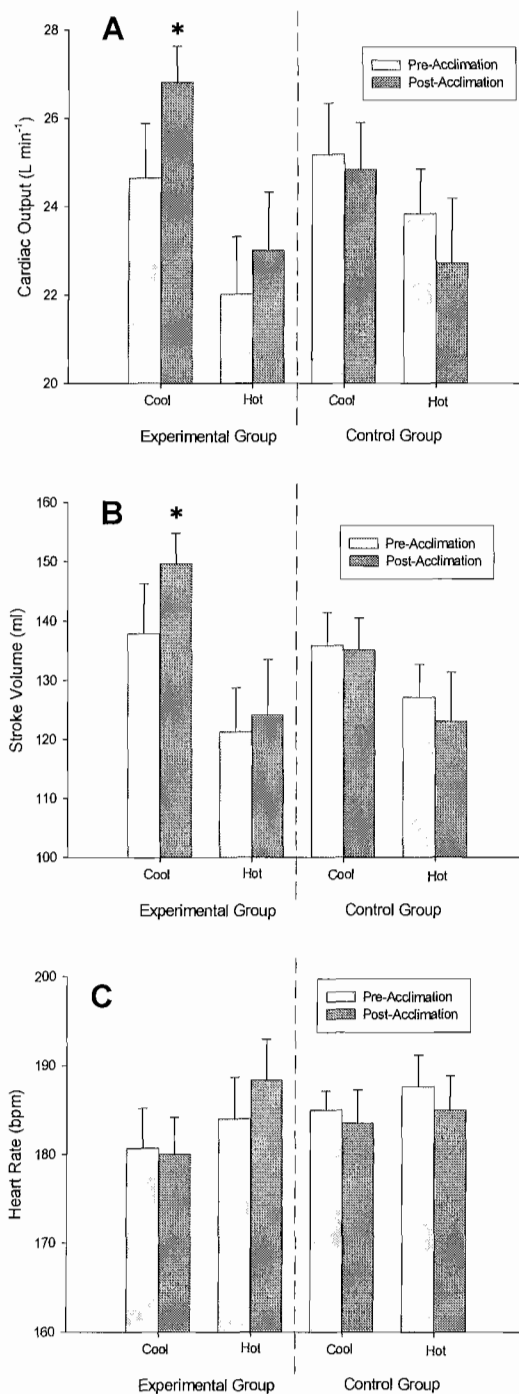 A
*
28
26
24
22
20
Cardiac Output (L min⁻¹)
Pre-Acclimation
Post-Acclimation
Cool
Hot
Cool
Hot
Experimental Group
Control Group
B
*
160
150
140
130
120
110
100
Stroke Volume (ml)
Pre-Acclimation
Post-Acclimation
Cool
Hot
Cool
Hot
Experimental Group
Control Group
C
200
190
180
170
160
Heart Rate (bpm)
Pre-Acclimation
Post-Acclimation
Cool
Hot
Cool
Hot
Experimental Group
Control Group